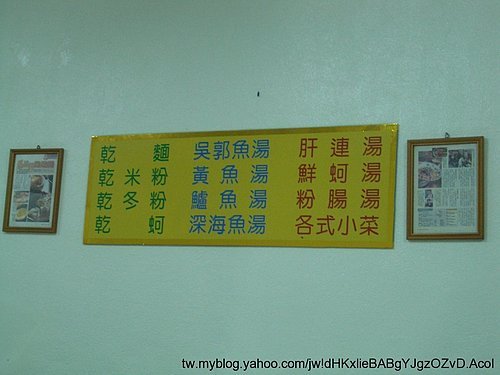 乾麵 吳郭魚湯 肝連湯
乾米粉 黃魚湯 鮮蚵湯
乾冬粉 鱸魚湯 粉腸湯
乾蚵 深海魚湯 各式小菜
tw.myblog.yahoo.com/jwIdHKxlieBABgYJgzOZvD.Acol